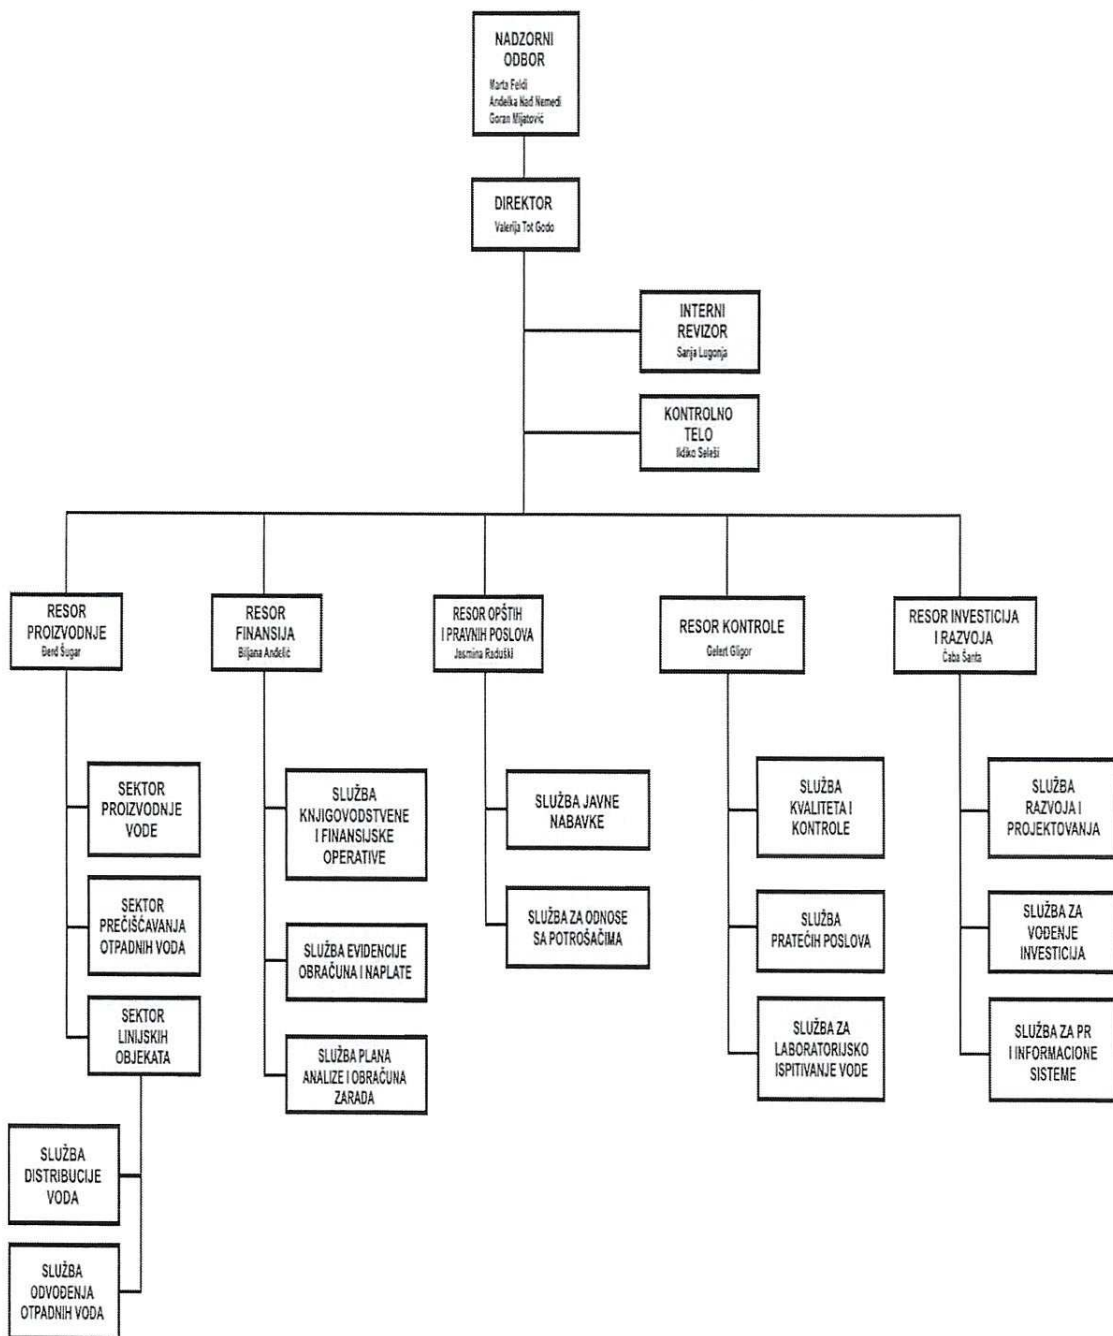 NADZORNI
ODBOR
Marta Feldi
Anđelka Nađ Nemedi
Goran Mijatović
DIREKTOR
Valerija Tot Godo
INTERNI
REVIZOR
Sanja Lugonja
KONTROLNO
TELO
Ildiko Seleši
RESOR
PROIZVODNJE
Đerđ Šugar
RESOR
FINANSIJA
Biljana Anđelić
RESOR OPŠTIH
I PRAVNIH POSLOVA
Jasmina Raduški
RESOR KONTROLE
Gelert Gligor
RESOR INVESTICIJA
I RAZVOJA
Čaba Šanta
SEKTOR
PROIZVODNJE
VODE
SEKTOR
PREČIŠĆAVANJA
OTPADNIH VODA
SEKTOR
LINIJSKIH
OBJEKATA
SLUŽBA
DISTRIBUCIJE
VODA
SLUŽBA
ODVOĐENJA
OTPADNIH VODA
SLUŽBA
KNJIGOVODSTVENE
I FINANSIJSKE
OPERATIVE
SLUŽBA EVIDENCIJE
OBRAČUNA I NAPLATE
SLUŽBA PLANA
ANALIZE I OBRAČUNA
ZARADA
SLUŽBA JAVNE
NABAVKE
SLUŽBA ZA ODNOSE
SA POTROŠAČIMA
SLUŽBA
KVALITETA I
KONTROLE
SLUŽBA
PRATEĆIH POSLOVA
SLUŽBA ZA
LABORATORIJSKO
ISPITIVANJE VODE
SLUŽBA
RAZVOJA I
PROJEKTOVANJA
SLUŽBA ZA
VOĐENJE
INVESTICIJA
SLUŽBA ZA PR
I INFORMACIONE
SISTEME